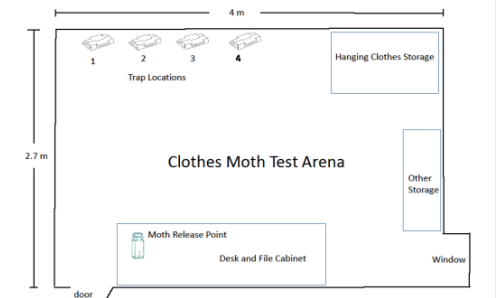 4 m
1
2
3
4
Trap Locations
Hanging Clothes Storage
2.7 m
Clothes Moth Test Arena
Other
Storage
Moth Release Point
Desk and File Cabinet
Window
door